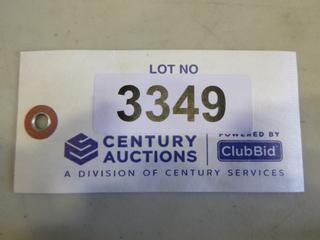 LOT NO
3349
CENTURY AUCTIONS
POWERED BY
ClubBid
A DIVISION OF CENTURY SERVICES